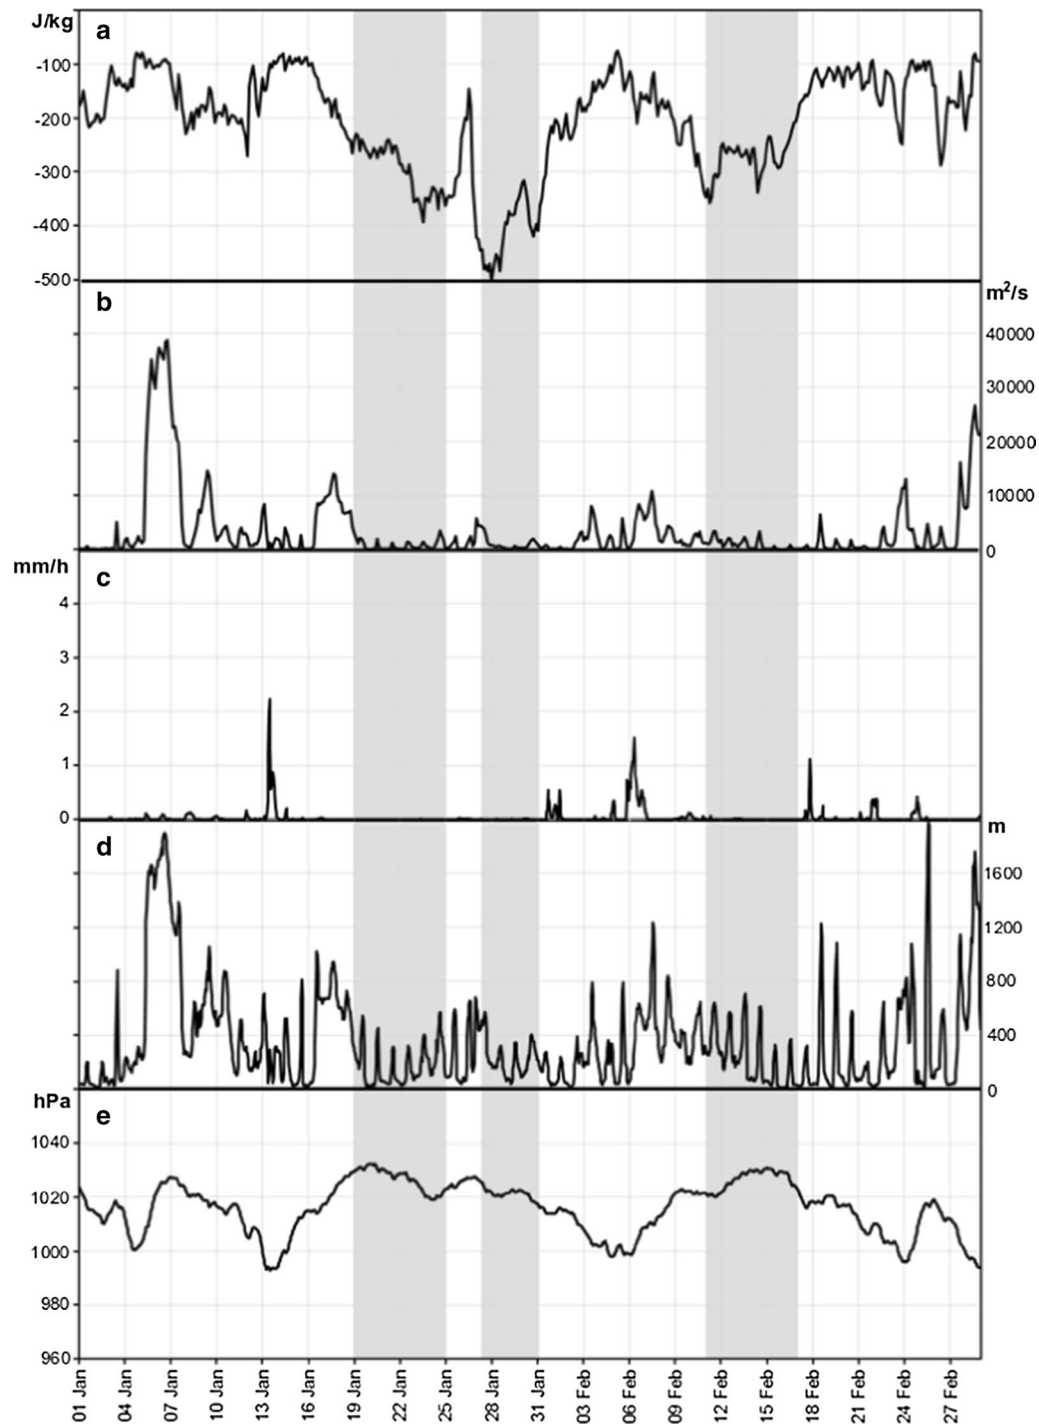 J/kg
a
-100
-200
-300
-400
-500
b
m²/s
40000
30000
20000
10000
0
mm/h
c
4
3
2
1
0
d
m
1600
1200
800
400
0
hPa
e
1040
1020
1000
980
960
01 Jan
04 Jan
07 Jan
10 Jan
13 Jan
16 Jan
19 Jan
22 Jan
25 Jan
28 Jan
31 Jan
03 Feb
06 Feb
09 Feb
12 Feb
15 Feb
18 Feb
21 Feb
24 Feb
27 Feb